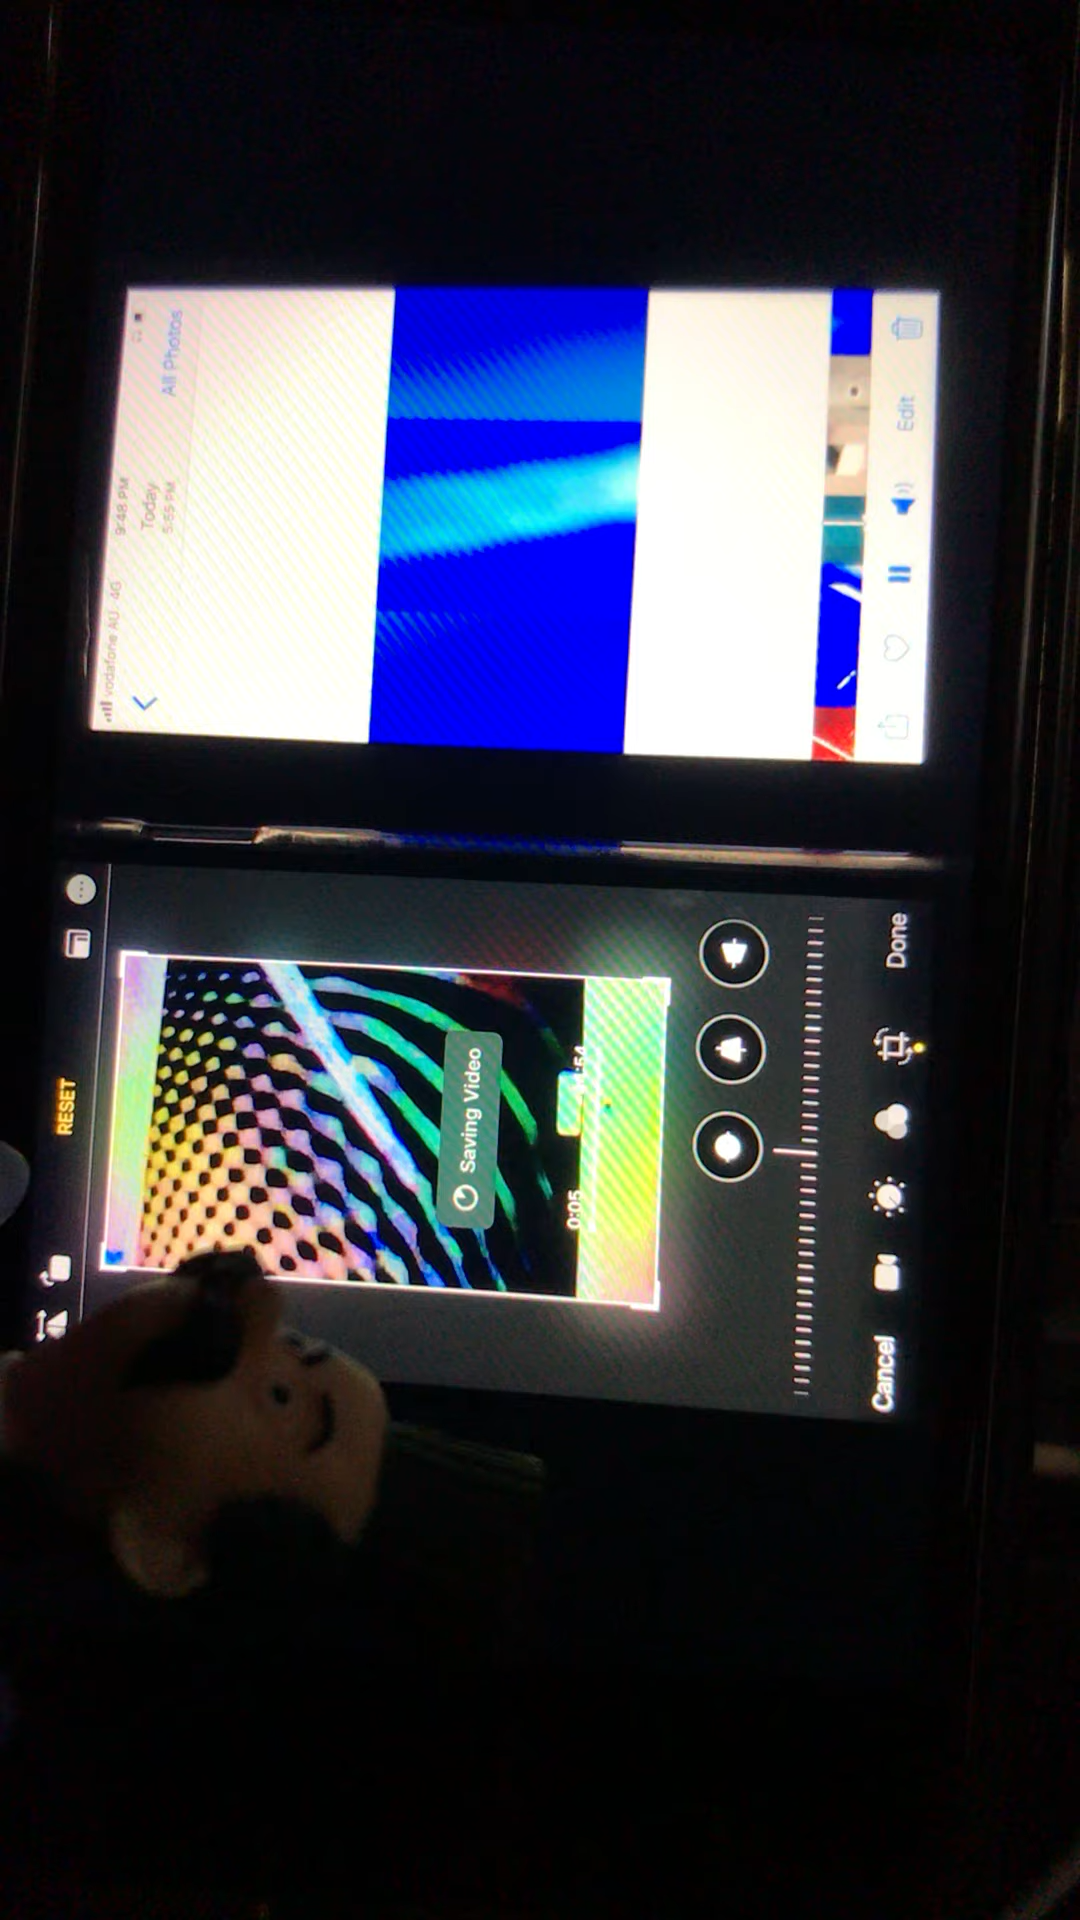 vodafone AU 4G
9:48 PM
Today
5:55 PM
All Photos
Edit
RESET
Saving Video
0:05
Cancel
Done